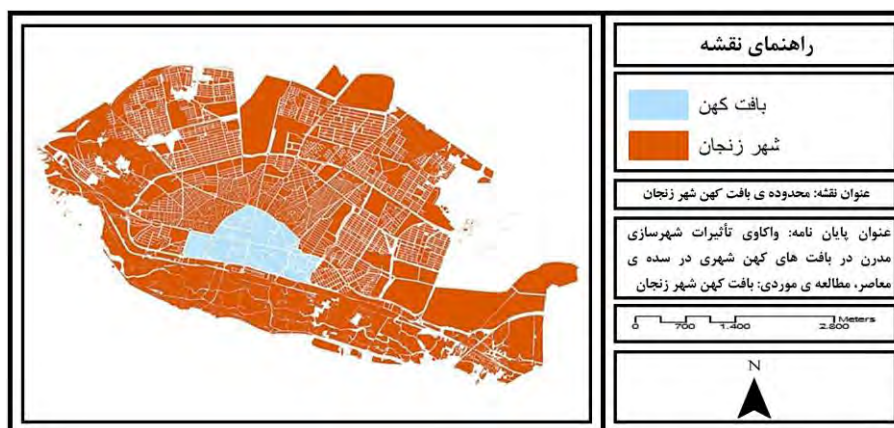 راهنمای نقشه
بافت کهن
شهر زنجان
عنوان نقشه: محدوده ی بافت کهن شهر زنجان
عنوان پایان نامه: واکاوی تأثیرات شهرسازی
مدرن در بافت های کهن شهری در سده ی
معاصر، مطالعه ی موردی: بافت کهن شهر زنجان
Meters
0 700 1.400 2.800
N